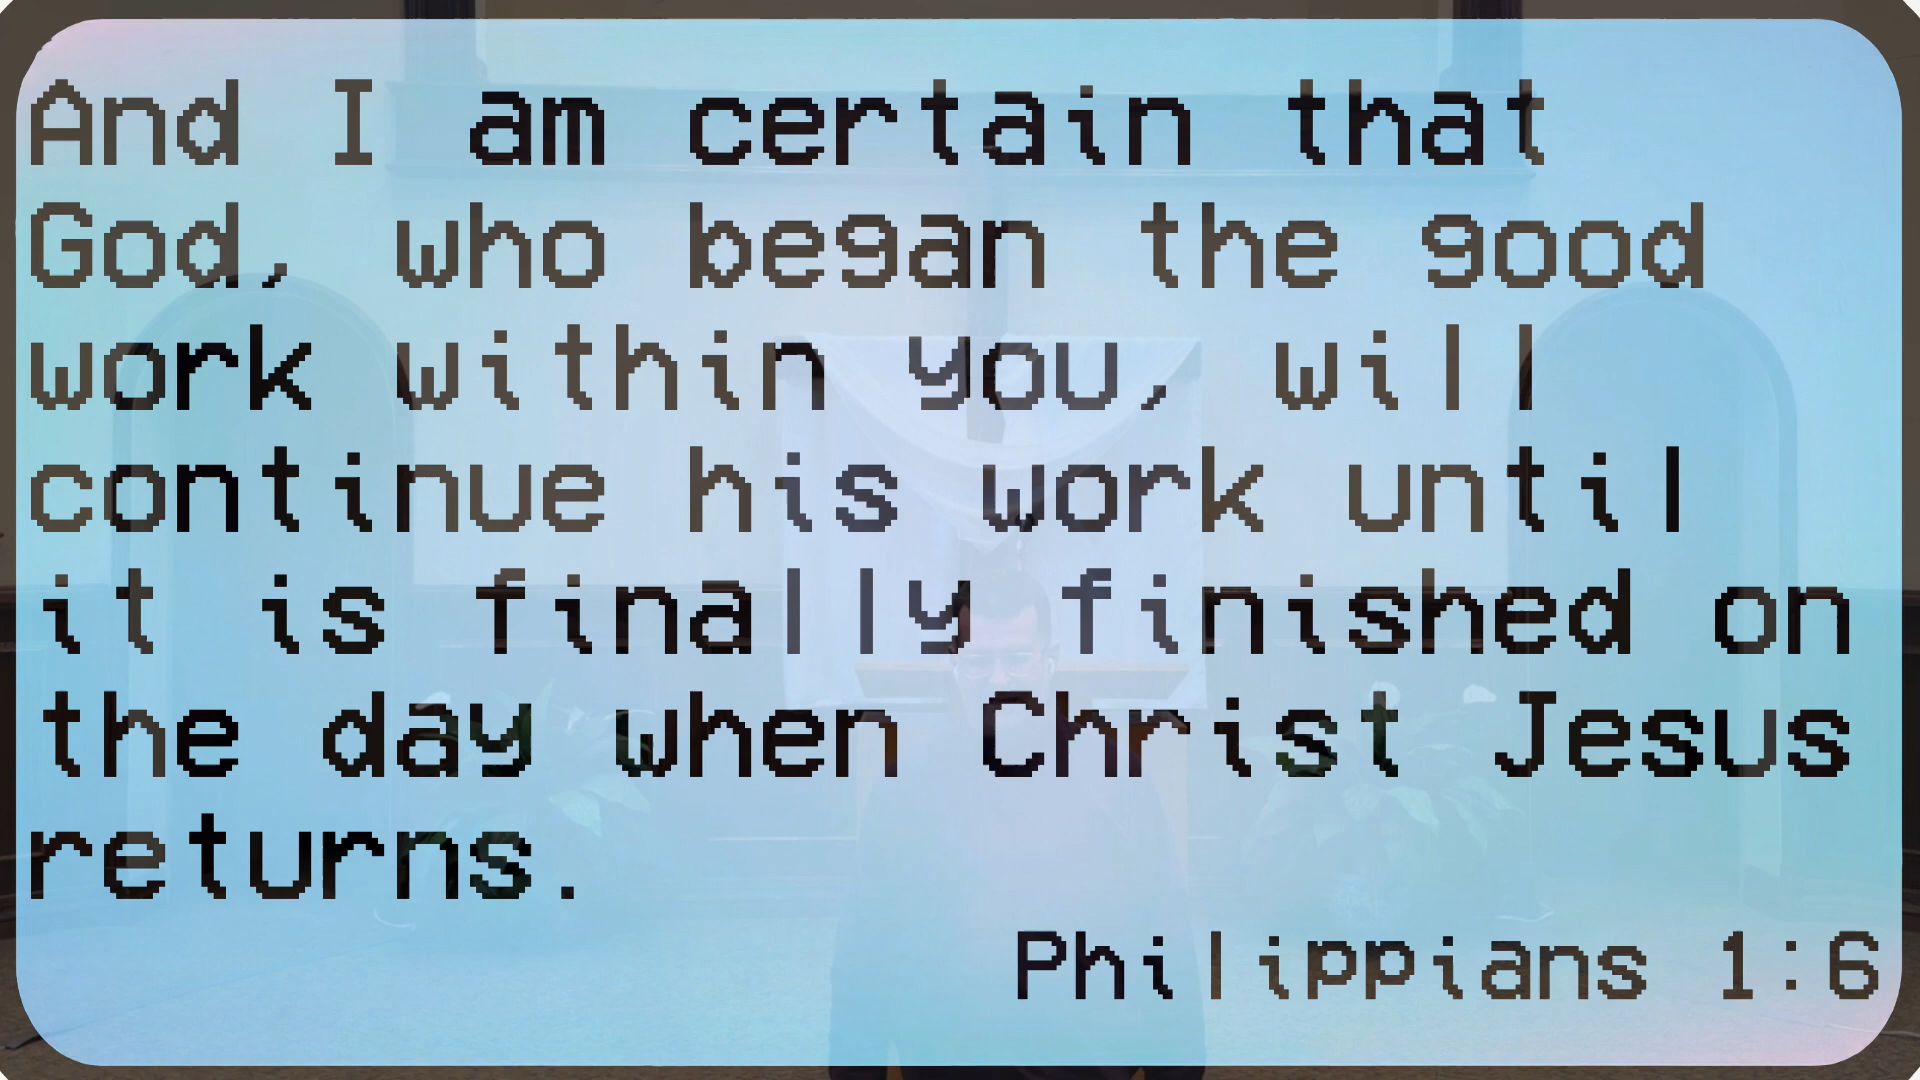 And I am certain that
God, who began the good
work within you, will
continue his work until
it is finally finished on
the day when Christ Jesus
returns.
Philippians 1:6